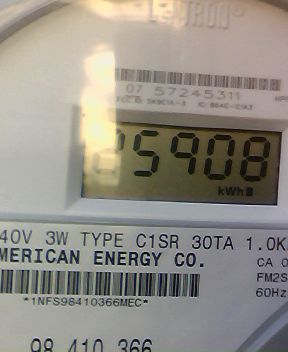 07 57245311
25908
kWh
40V 3W TYPE C1SR 30TA 1.0K
MERICAN ENERGY CO.
CA 0
FM2S
60Hz
*1NFS98410366MEC*
98 410 366